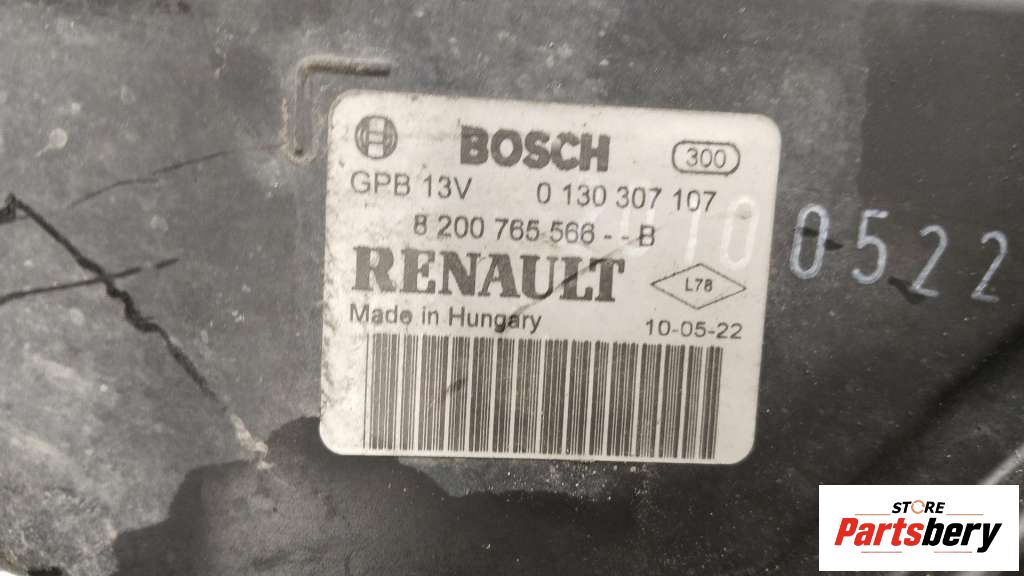 BOSCH 300
GPB 13V 0 130 307 107
8 200 765 566 - - B
RENAULT L78
Made in Hungary 10-05-22
0100522
STORE
Partsbery